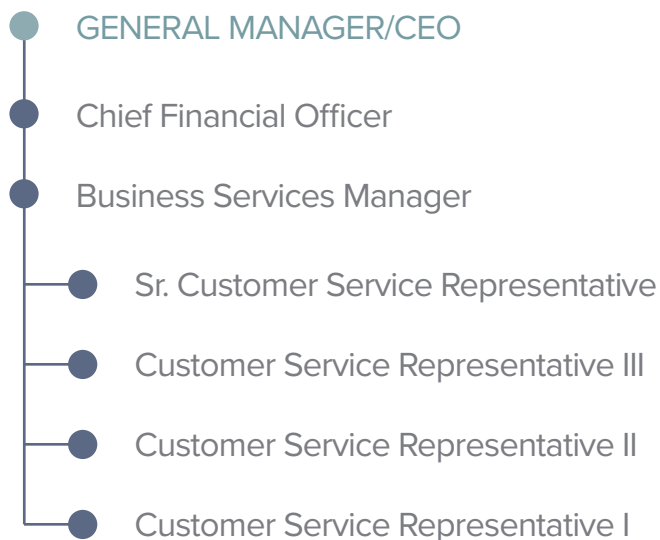 GENERAL MANAGER/CEO
Chief Financial Officer
Business Services Manager
Sr. Customer Service Representative
Customer Service Representative III
Customer Service Representative II
Customer Service Representative I